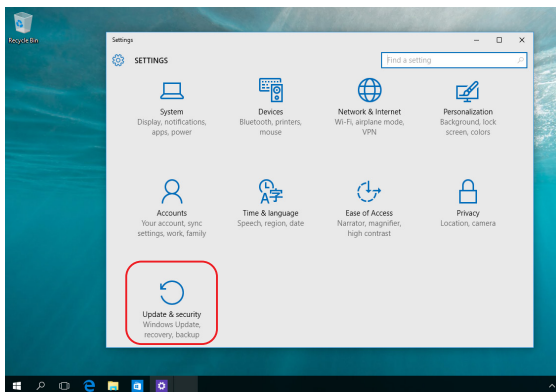 Recycle Bin
Settings
SETTINGS
Find a setting
System
Display, notifications,
apps, power
Devices
Bluetooth, printers,
mouse
Network & Internet
Wi-Fi, airplane mode,
VPN
Personalization
Background, lock
screen, colors
Accounts
Your account, sync
settings, work, family
Time & language
Speech, region, date
Ease of Access
Narrator, magnifier,
high contrast
Privacy
Location, camera
Update & security
Windows Update,
recovery, backup